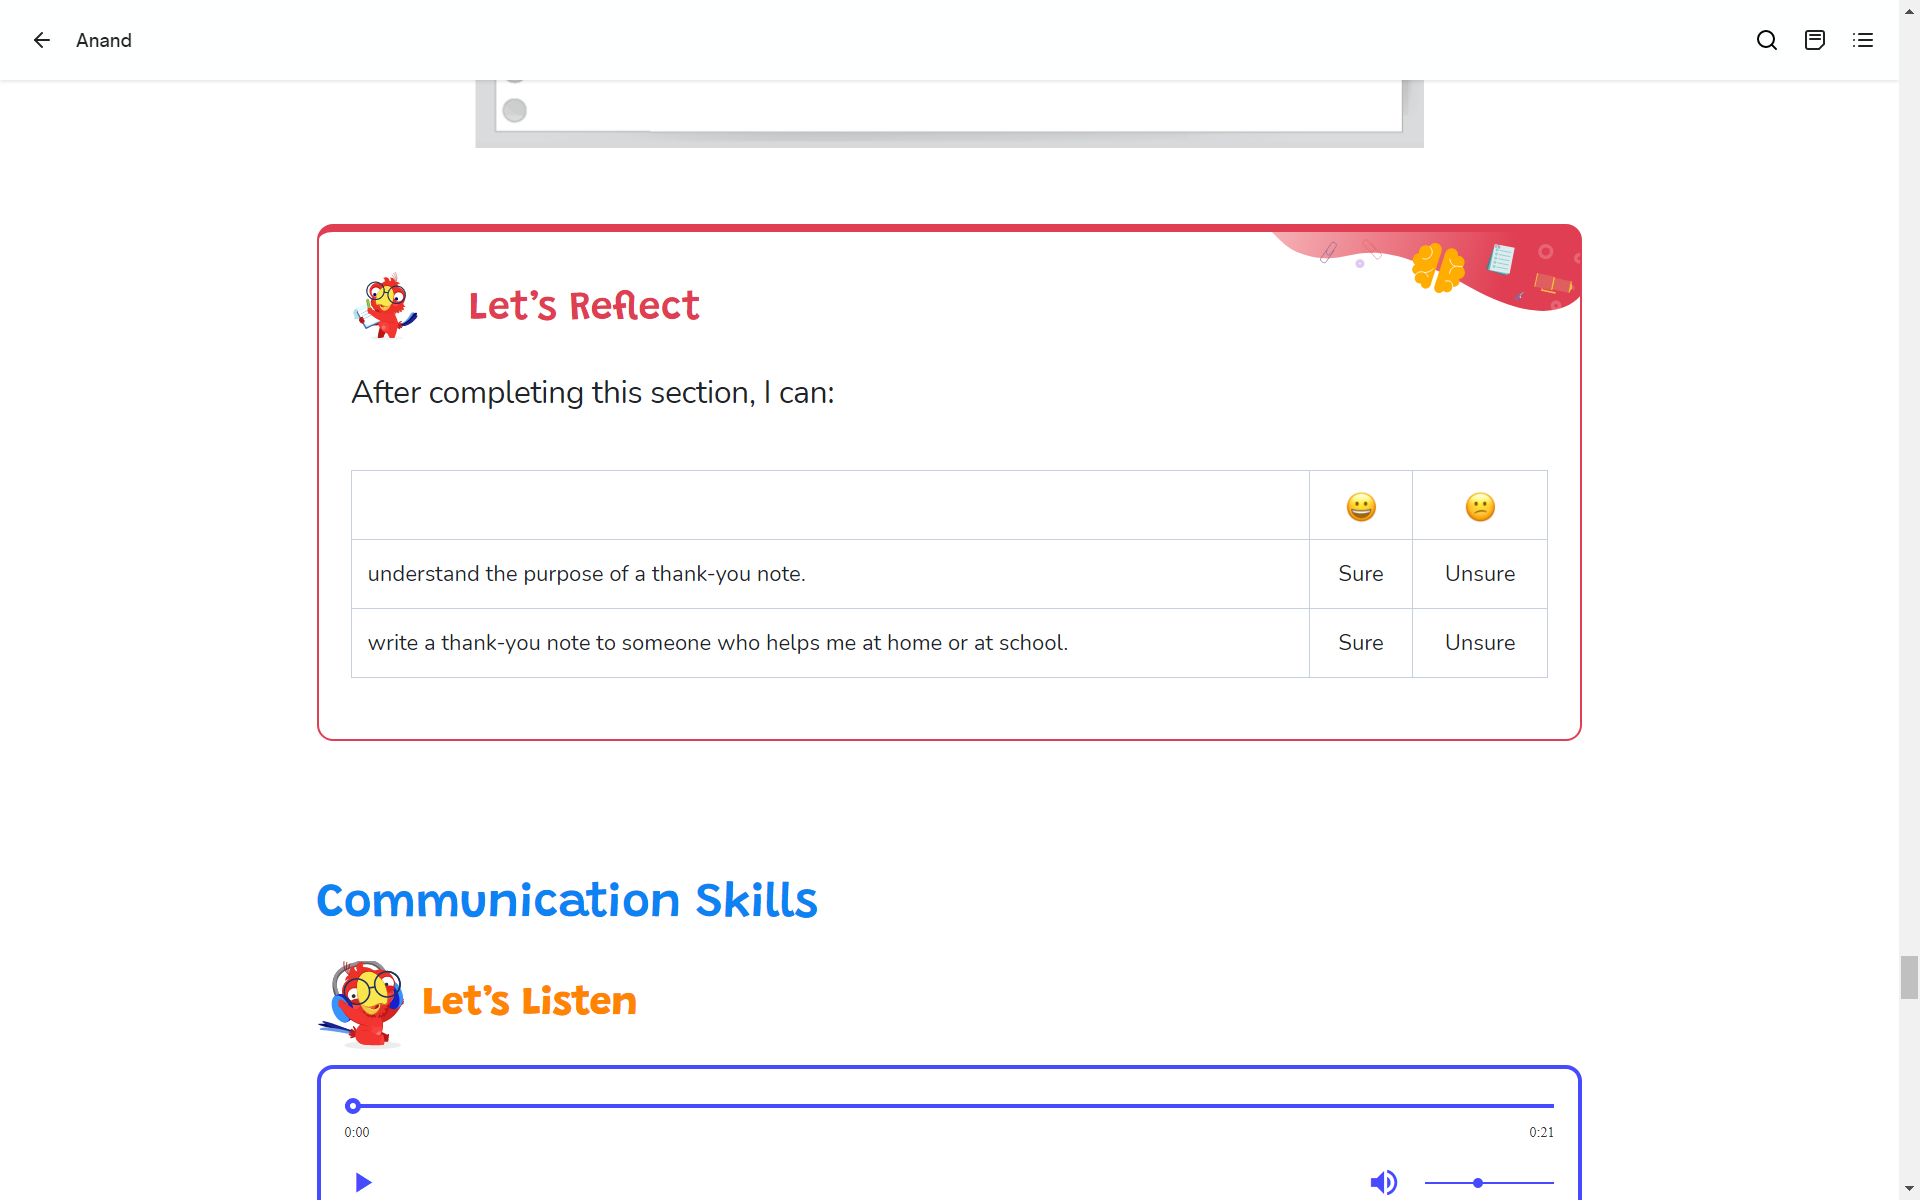 Anand
Let's Reflect
After completing this section, I can:
understand the purpose of a thank-you note. Sure Unsure
write a thank-you note to someone who helps me at home or at school. Sure Unsure
Communication Skills
Let's Listen
0:00 0:21